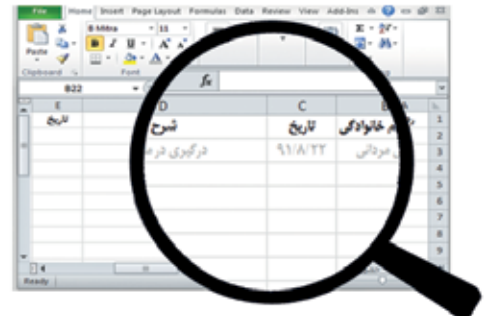 File Home Insert Page Layout Formulas Data Review View Add-Ins
B Mitra 11
Paste B I U A A Σ
Clipboard Font
B22 fx
E D C B A
نام خانوادگی تاریخ شرح تاریخ 1
2
مردانی ۹۱/۸/۲۲ درگیری در 3
4
5
6
7
8
9
Ready